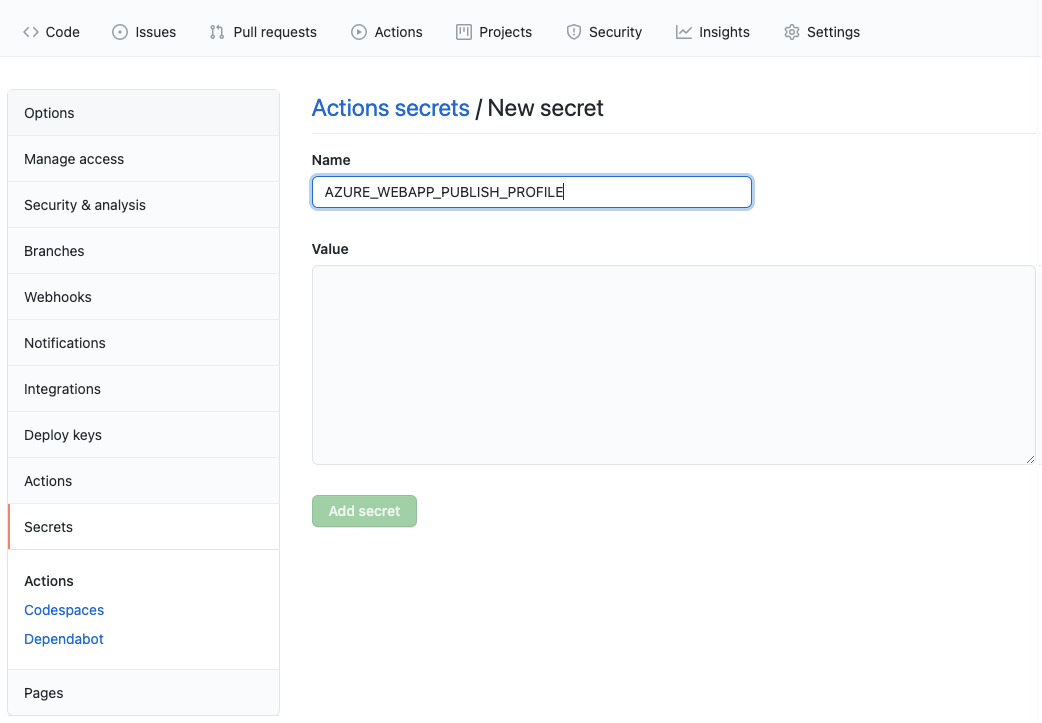 Code Issues Pull requests Actions Projects Security Insights Settings
Options
Manage access
Security & analysis
Branches
Webhooks
Notifications
Integrations
Deploy keys
Actions
Secrets
Actions
Codespaces
Dependabot
Pages
Actions secrets / New secret
Name
AZURE_WEBAPP_PUBLISH_PROFILE
Value
Add secret